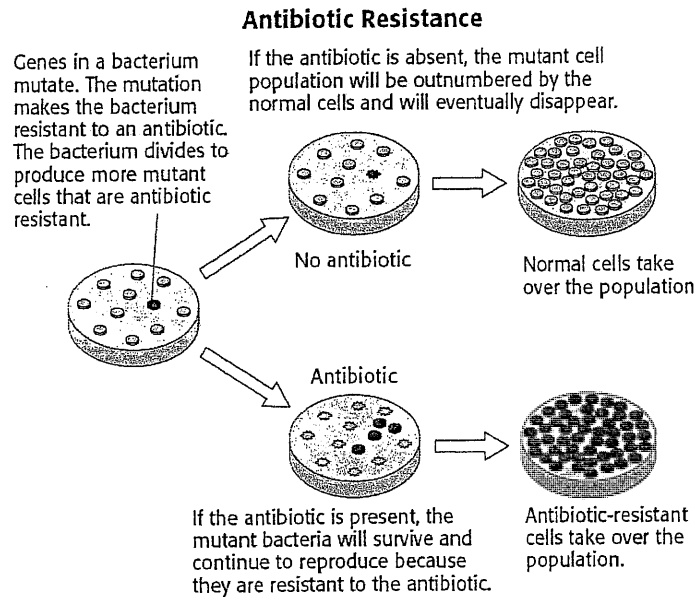 Antibiotic Resistance
Genes in a bacterium
mutate. The mutation
makes the bacterium
resistant to an antibiotic.
The bacterium divides to
produce more mutant
cells that are antibiotic
resistant.
If the antibiotic is absent, the mutant cell
population will be outnumbered by the
normal cells and will eventually disappear.
No antibiotic
Normal cells take
over the population
Antibiotic
If the antibiotic is present, the
mutant bacteria will survive and
continue to reproduce because
they are resistant to the antibiotic.
Antibiotic-resistant
cells take over the
population.